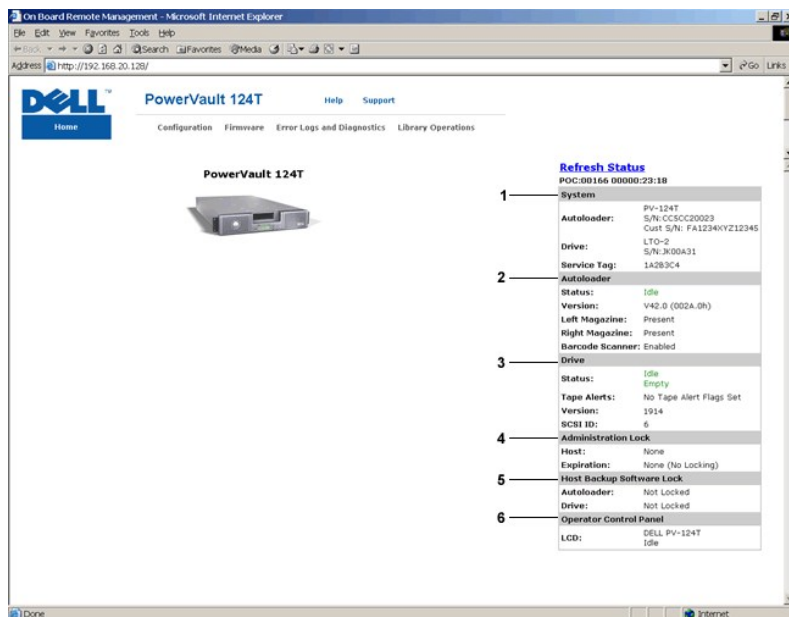 On Board Remote Management - Microsoft Internet Explorer
File Edit View Favorites Tools Help
Back Search Favorites Media
Address http://192.168.20.128/ Go Links
DELL™ PowerVault 124T Help Support
Home Configuration Firmware Error Logs and Diagnostics Library Operations
PowerVault 124T
Refresh Status
POC:00166 00000:23:18
1 System
Autoloader: PV-124T
S/N:CC5CC20023
Cust S/N: FA1234XYZ12345
Drive: LTO-2
S/N:JK00A31
Service Tag: 1A2B3C4
2 Autoloader
Status: Idle
Version: V42.0 (002A.0h)
Left Magazine: Present
Right Magazine: Present
Barcode Scanner: Enabled
3 Drive
Status: Idle
Empty
Tape Alerts: No Tape Alert Flags Set
Version: 1914
SCSI ID: 6
4 Administration Lock
Host: None
Expiration: None (No Locking)
5 Host Backup Software Lock
Autoloader: Not Locked
Drive: Not Locked
6 Operator Control Panel
LCD: DELL PV-124T
Idle
Done Internet